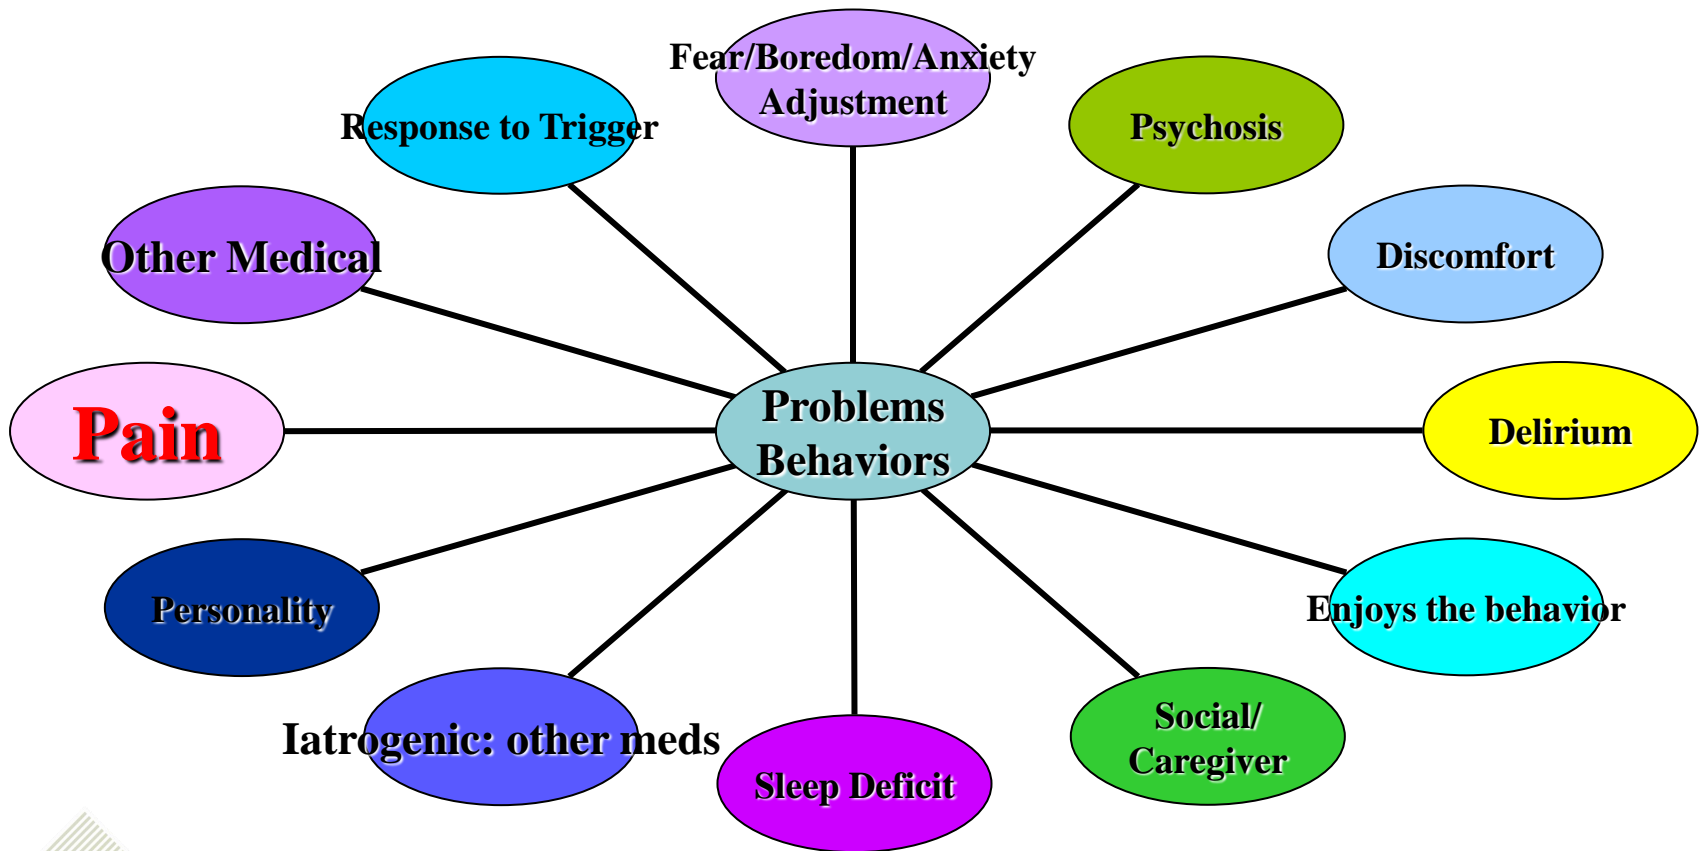 Fear/Boredom/Anxiety
Adjustment
Response to Trigger
Psychosis
Other Medical
Discomfort
Problems
Behaviors
Pain
Delirium
Personality
Enjoys the behavior
Iatrogenic: other meds
Social/
Caregiver
Sleep Deficit